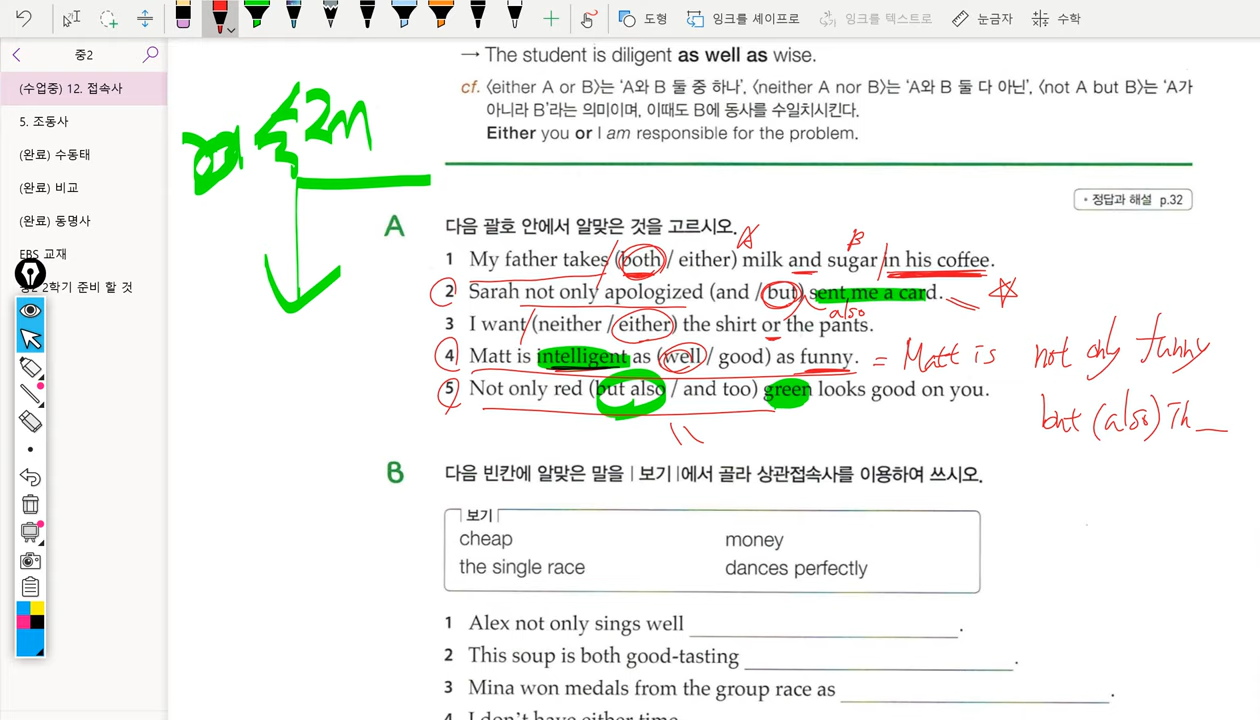 도형
잉크를 셰이프로
잉크를 텍스트로
눈금자
수학
중2
(수업중) 12. 접속사
5. 조동사
(완료) 수동태
(완료) 비교
(완료) 동명사
EBS 교재
2학기 준비 할 것
→ The student is diligent as well as wise.
cf. 〈either A or B〉는 ‘A와 B 둘 중 하나’, 〈neither A nor B〉는 ‘A와 B 둘 다 아닌’, 〈not A but B〉는 ‘A가
아니라 B’라는 의미이며, 이때도 B에 동사를 수일치시킨다.
Either you or I am responsible for the problem.
2m
• 정답과 해설 p.32
A 다음 괄호 안에서 알맞은 것을 고르시오.
A B
1 My father takes (both / either) milk and sugar in his coffee.
2 Sarah not only apologized (and / but) sent me a card.
also
3 I want (neither / either) the shirt or the pants.
4 Matt is intelligent as (well / good) as funny. = Matt is not only funny
5 Not only red (but also / and too) green looks good on you.
but (also) In
B 다음 빈칸에 알맞은 말을 | 보기 |에서 골라 상관접속사를 이용하여 쓰시오.
보기
cheap money
the single race dances perfectly
1 Alex not only sings well ____.
2 This soup is both good-tasting ____.
3 Mina won medals from the group race as ____.
4 I don't have either time